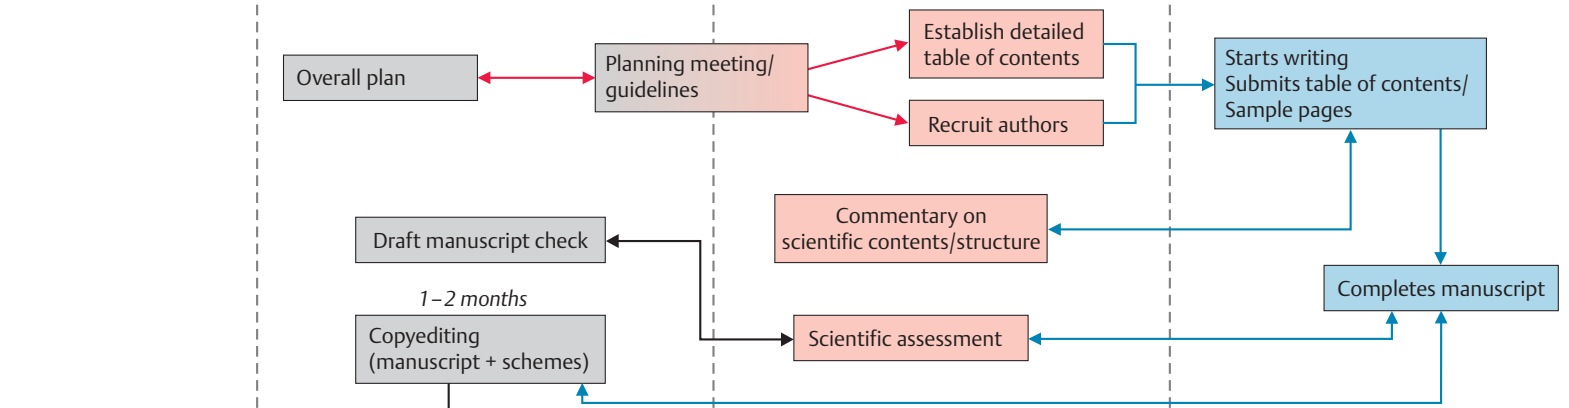 Overall plan
Planning meeting/
guidelines
Establish detailed
table of contents
Recruit authors
Starts writing
Submits table of contents/
Sample pages
Commentary on
scientific contents/structure
Draft manuscript check
Completes manuscript
1–2 months
Copyediting
(manuscript + schemes)
Scientific assessment